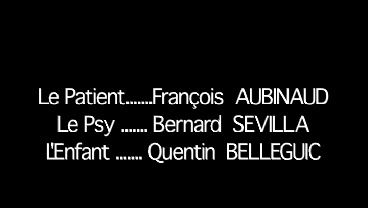 Le Patient.......François AUBINAUD
Le Psy ....... Bernard SEVILLA
L'Enfant ....... Quentin BELLEGUIC